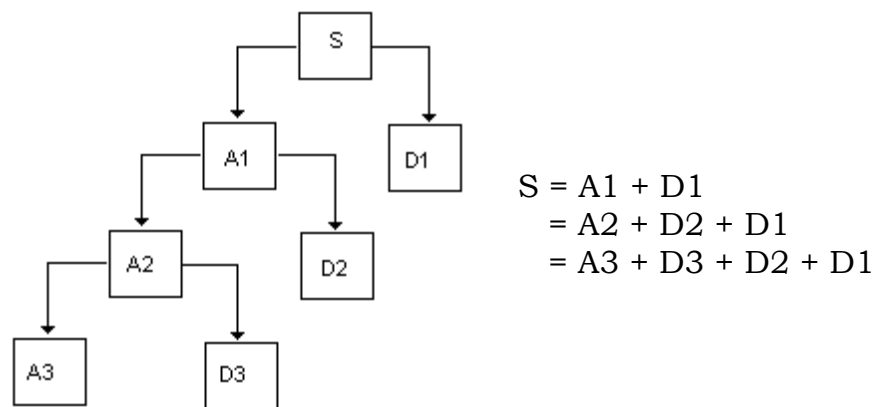 S
A1
D1
A2
D2
A3
D3
S = A1 + D1
= A2 + D2 + D1
= A3 + D3 + D2 + D1